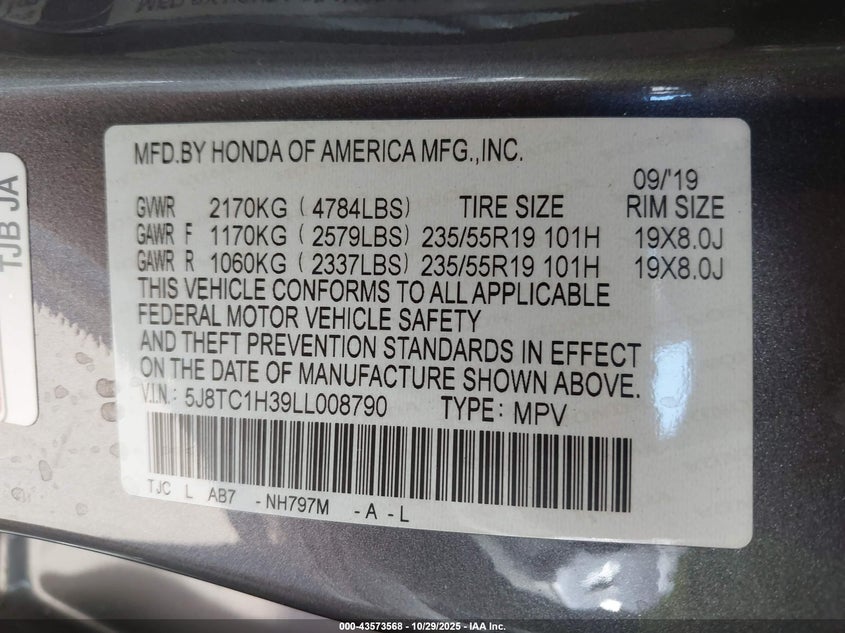 TJB JA
MFD.BY HONDA OF AMERICA MFG.,INC.
09/'19
GVWR 2170KG ( 4784LBS) TIRE SIZE RIM SIZE
GAWR F 1170KG ( 2579LBS) 235/55R19 101H 19X8.0J
GAWR R 1060KG ( 2337LBS) 235/55R19 101H 19X8.0J
THIS VEHICLE CONFORMS TO ALL APPLICABLE
FEDERAL MOTOR VEHICLE SAFETY
AND THEFT PREVENTION STANDARDS IN EFFECT
ON THE DATE OF MANUFACTURE SHOWN ABOVE.
V.I.N.: 5J8TC1H39LL008790 TYPE: MPV
TJC L AB7 -NH797M -A-L
000-43573568 - 10/29/2025 - IAA Inc.